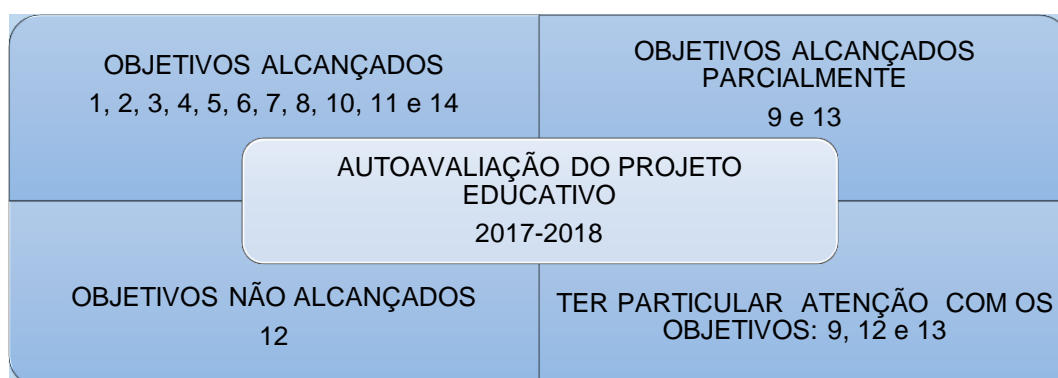 OBJETIVOS ALCANÇADOS
1, 2, 3, 4, 5, 6, 7, 8, 10, 11 e 14
OBJETIVOS ALCANÇADOS
PARCIALMENTE
9 e 13
AUTOAVALIAÇÃO DO PROJETO
EDUCATIVO
2017-2018
OBJETIVOS NÃO ALCANÇADOS
12
TER PARTICULAR ATENÇÃO COM OS
OBJETIVOS: 9, 12 e 13